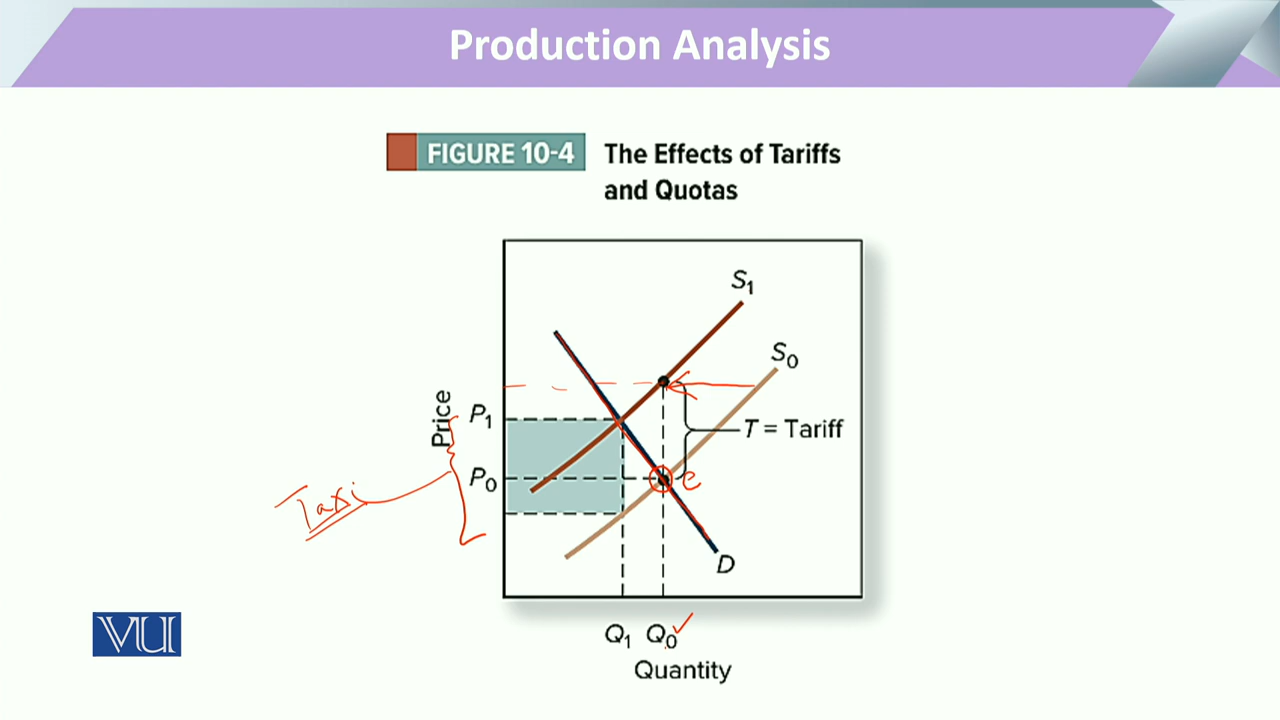 Production Analysis
FIGURE 10-4 The Effects of Tariffs
and Quotas
S1
S0
Price
P1
T = Tariff
P0
e
D
Q1 Q0
Quantity
VU